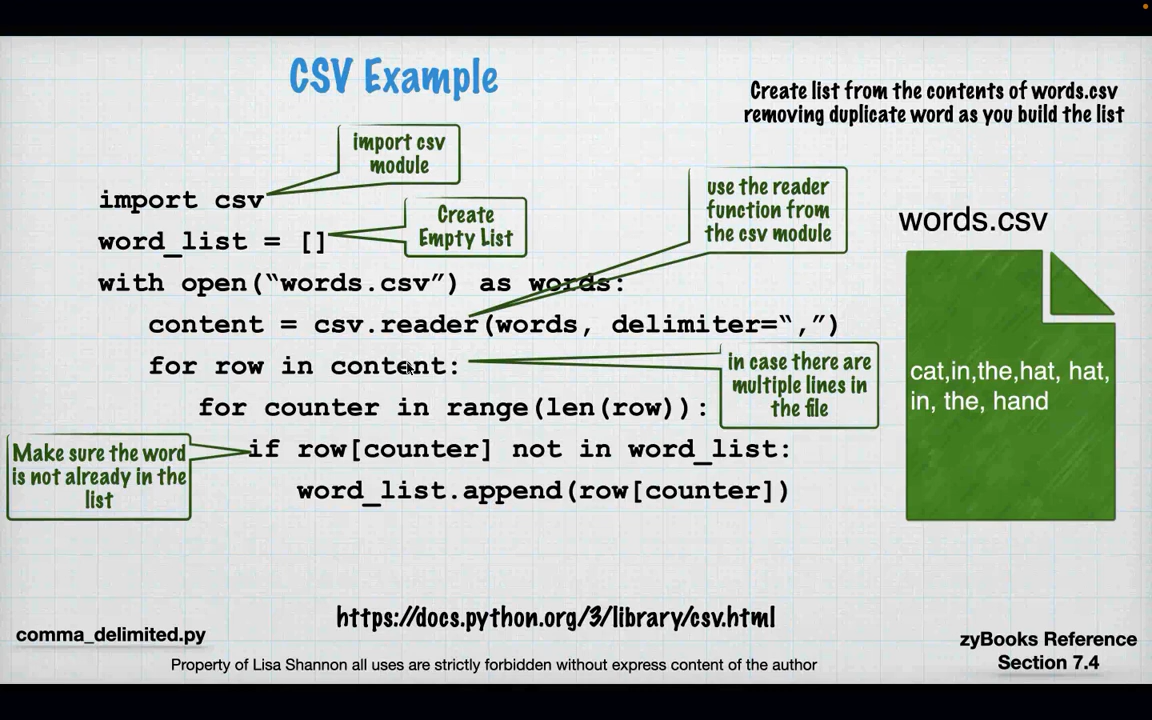 CSV Example
Create list from the contents of words.csv
removing duplicate word as you build the list
import csv
module
import csv
use the reader
function from
the csv module
Create
Empty List
word_list = []
words.csv
with open(“words.csv”) as words:
content = csv.reader(words, delimiter=“,”)
for row in content:
in case there are
multiple lines in
the file
cat,in,the,hat, hat,
in, the, hand
for counter in range(len(row)):
Make sure the word
is not already in the
list
if row[counter] not in word_list:
word_list.append(row[counter])
https://docs.python.org/3/library/csv.html
comma_delimited.py
zyBooks Reference
Section 7.4
Property of Lisa Shannon all uses are strictly forbidden without express content of the author